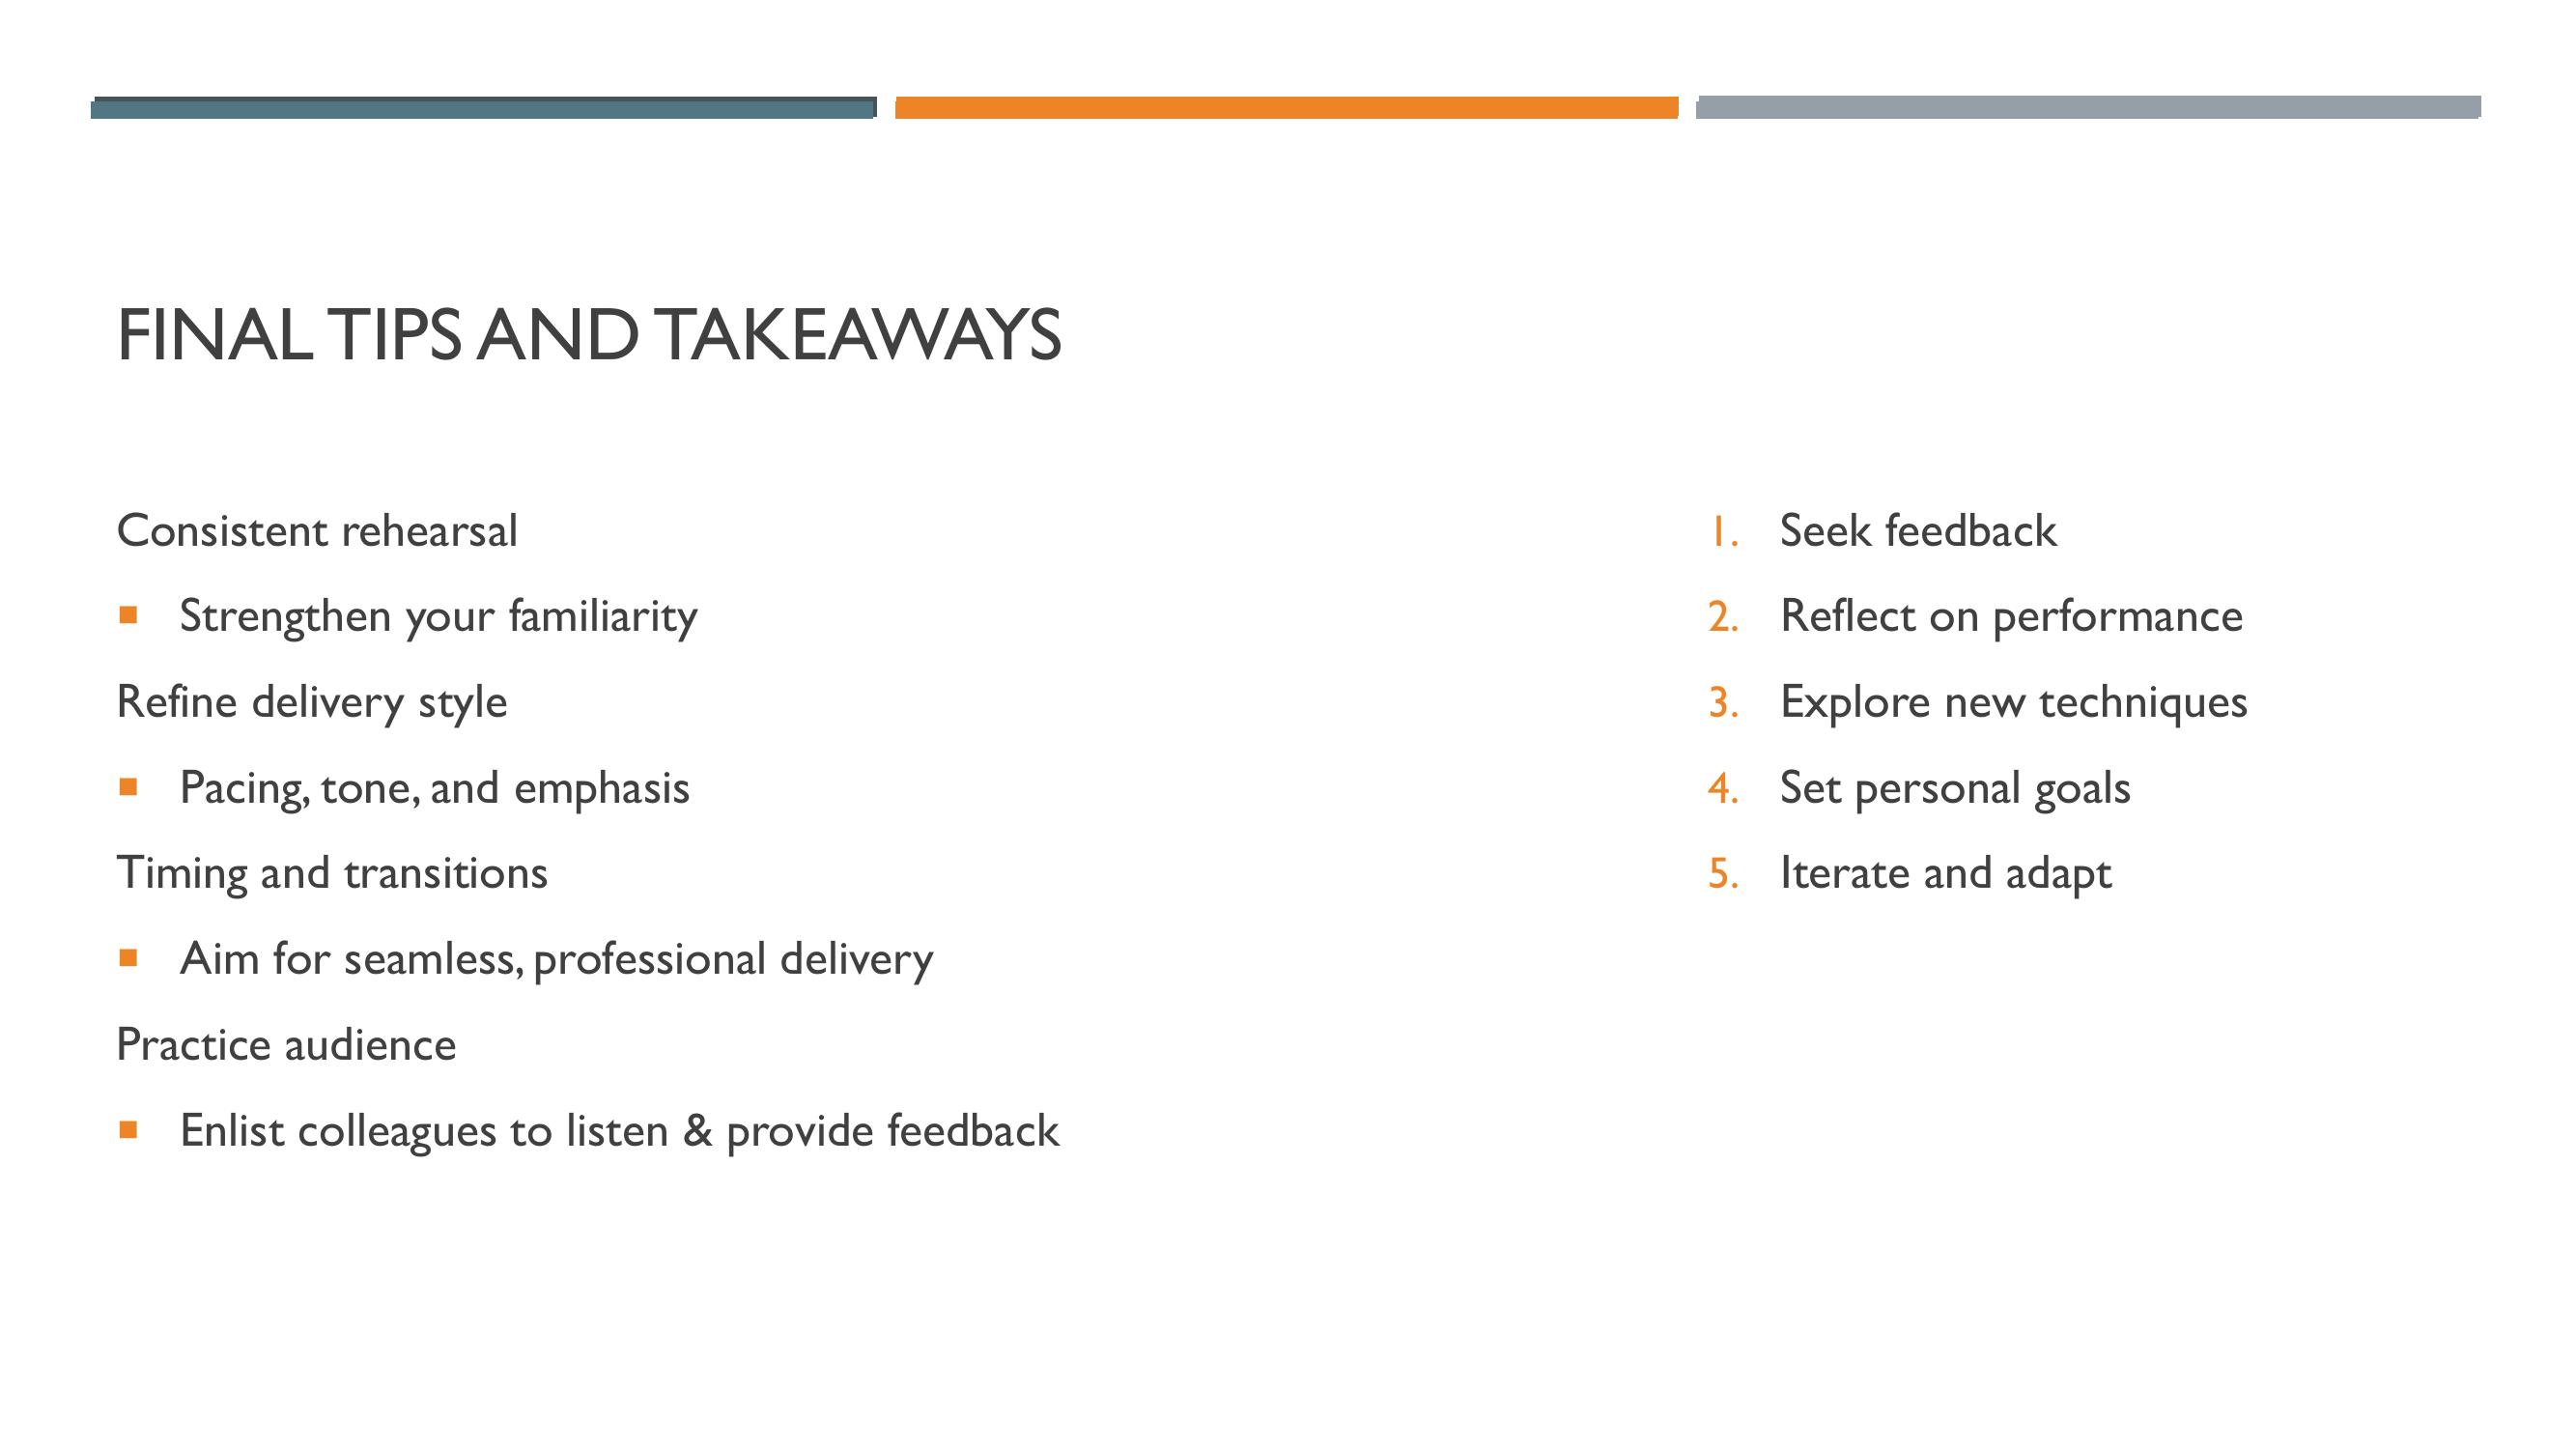 FINAL TIPS AND TAKEAWAYS
Consistent rehearsal
▪ Strengthen your familiarity
Refine delivery style
▪ Pacing, tone, and emphasis
Timing and transitions
▪ Aim for seamless, professional delivery
Practice audience
▪ Enlist colleagues to listen & provide feedback
1. Seek feedback
2. Reflect on performance
3. Explore new techniques
4. Set personal goals
5. Iterate and adapt